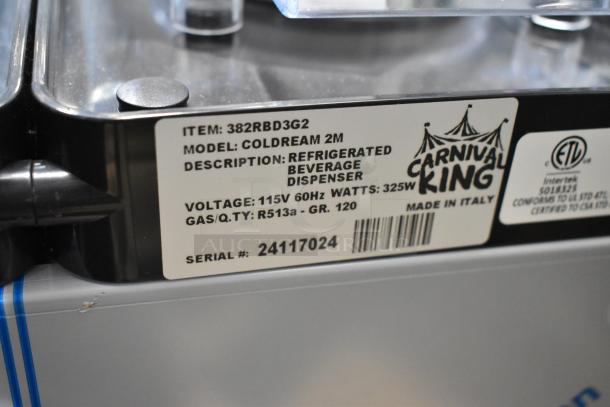 ITEM: 382RBD3G2
MODEL: COLDREAM 2M
DESCRIPTION: REFRIGERATED
BEVERAGE
DISPENSER
VOLTAGE: 115V 60Hz WATTS: 325W
GAS/Q.TY: R513a - GR. 120
SERIAL #: 24117024
CARNIVAL
KING
MADE IN ITALY
ETL
Intertek
5018325
CONFORMS TO UL STD 471
CERTIFIED TO CSA STD